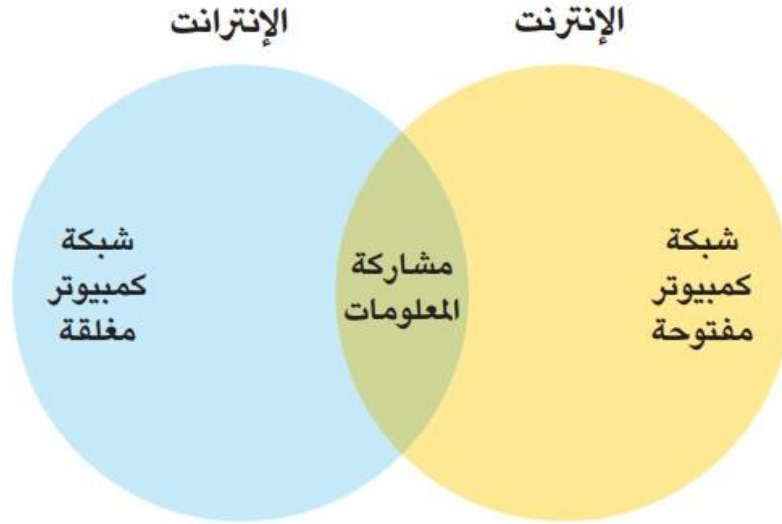 الإنترنت
الإنترانت
شبكة
كمبيوتر
مفتوحة
مشاركة
المعلومات
شبكة
كمبيوتر
مغلقة